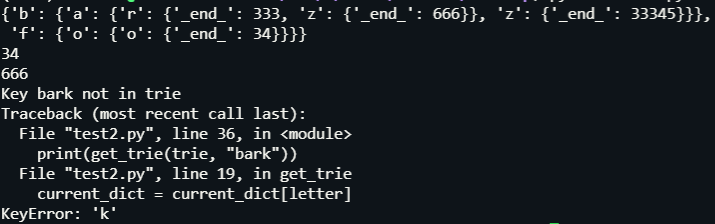 {'b': {'a': {'r': {'_end_': 333, 'z': {'_end_': 666}}, 'z': {'_end_': 33345}}},
 'f': {'o': {'o': {'_end_': 34}}}}
34
666
Key bark not in trie
Traceback (most recent call last):
  File "test2.py", line 36, in <module>
    print(get_trie(trie, "bark"))
  File "test2.py", line 19, in get_trie
    current_dict = current_dict[letter]
KeyError: 'k'